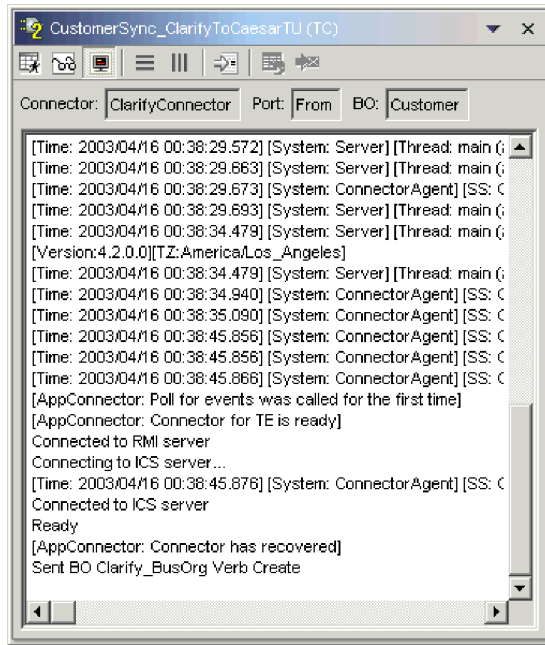 CustomerSync_ClarifyToCaesarTU (TC)
Connector: ClarifyConnector Port: From BO: Customer
[Time: 2003/04/16 00:38:29.572] [System: Server] [Thread: main (
[Time: 2003/04/16 00:38:29.663] [System: Server] [Thread: main (
[Time: 2003/04/16 00:38:29.673] [System: ConnectorAgent] [SS: C
[Time: 2003/04/16 00:38:29.693] [System: Server] [Thread: main (
[Time: 2003/04/16 00:38:34.479] [System: Server] [Thread: main (
[Version:4.2.0.0][TZ:America/Los_Angeles]
[Time: 2003/04/16 00:38:34.479] [System: Server] [Thread: main (
[Time: 2003/04/16 00:38:34.940] [System: ConnectorAgent] [SS: C
[Time: 2003/04/16 00:38:35.090] [System: ConnectorAgent] [SS: C
[Time: 2003/04/16 00:38:45.856] [System: ConnectorAgent] [SS: C
[Time: 2003/04/16 00:38:45.856] [System: ConnectorAgent] [SS: C
[Time: 2003/04/16 00:38:45.866] [System: ConnectorAgent] [SS: C
[AppConnector: Poll for events was called for the first time]
[AppConnector: Connector for TE is ready]
Connected to RMI server
Connecting to ICS server...
[Time: 2003/04/16 00:38:45.876] [System: ConnectorAgent] [SS: C
Connected to ICS server
Ready
[AppConnector: Connector has recovered]
Sent BO Clarify_BusOrg Verb Create